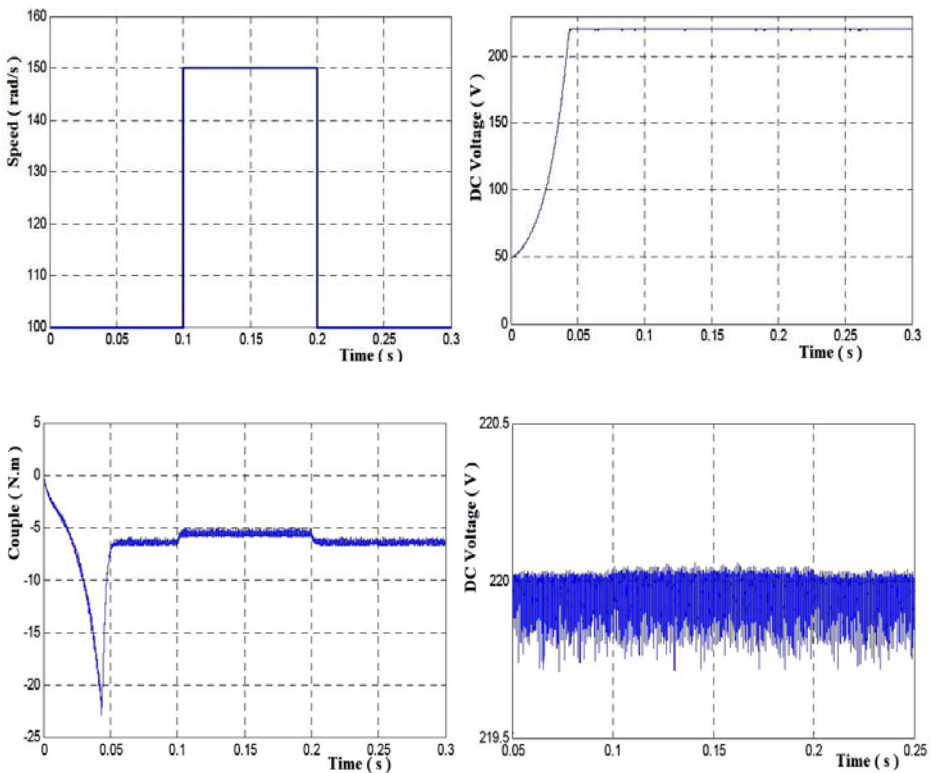 160
150
140
130
120
110
100
Speed ( rad/s )
0 0.05 0.1 0.15 0.2 0.25 0.3
Time ( s )
200
150
100
50
0
DC Voltage ( V )
0 0.05 0.1 0.15 0.2 0.25 0.3
Time ( s )
5
0
-5
-10
-15
-20
-25
Couple ( N.m )
0 0.05 0.1 0.15 0.2 0.25 0.3
Time ( s )
220.5
220
219.5
DC Voltage ( V )
0.05 0.1 0.15 0.2 0.25
Time ( s )